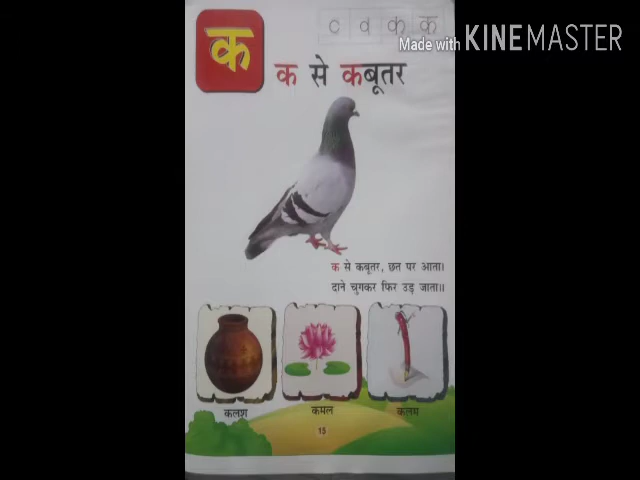 क
c व क क
Made with KINEMASTER
क से कबूतर
क से कबूतर, छत पर आता।
दाने चुगकर फिर उड़ जाता॥
कलश कमल कलम
15